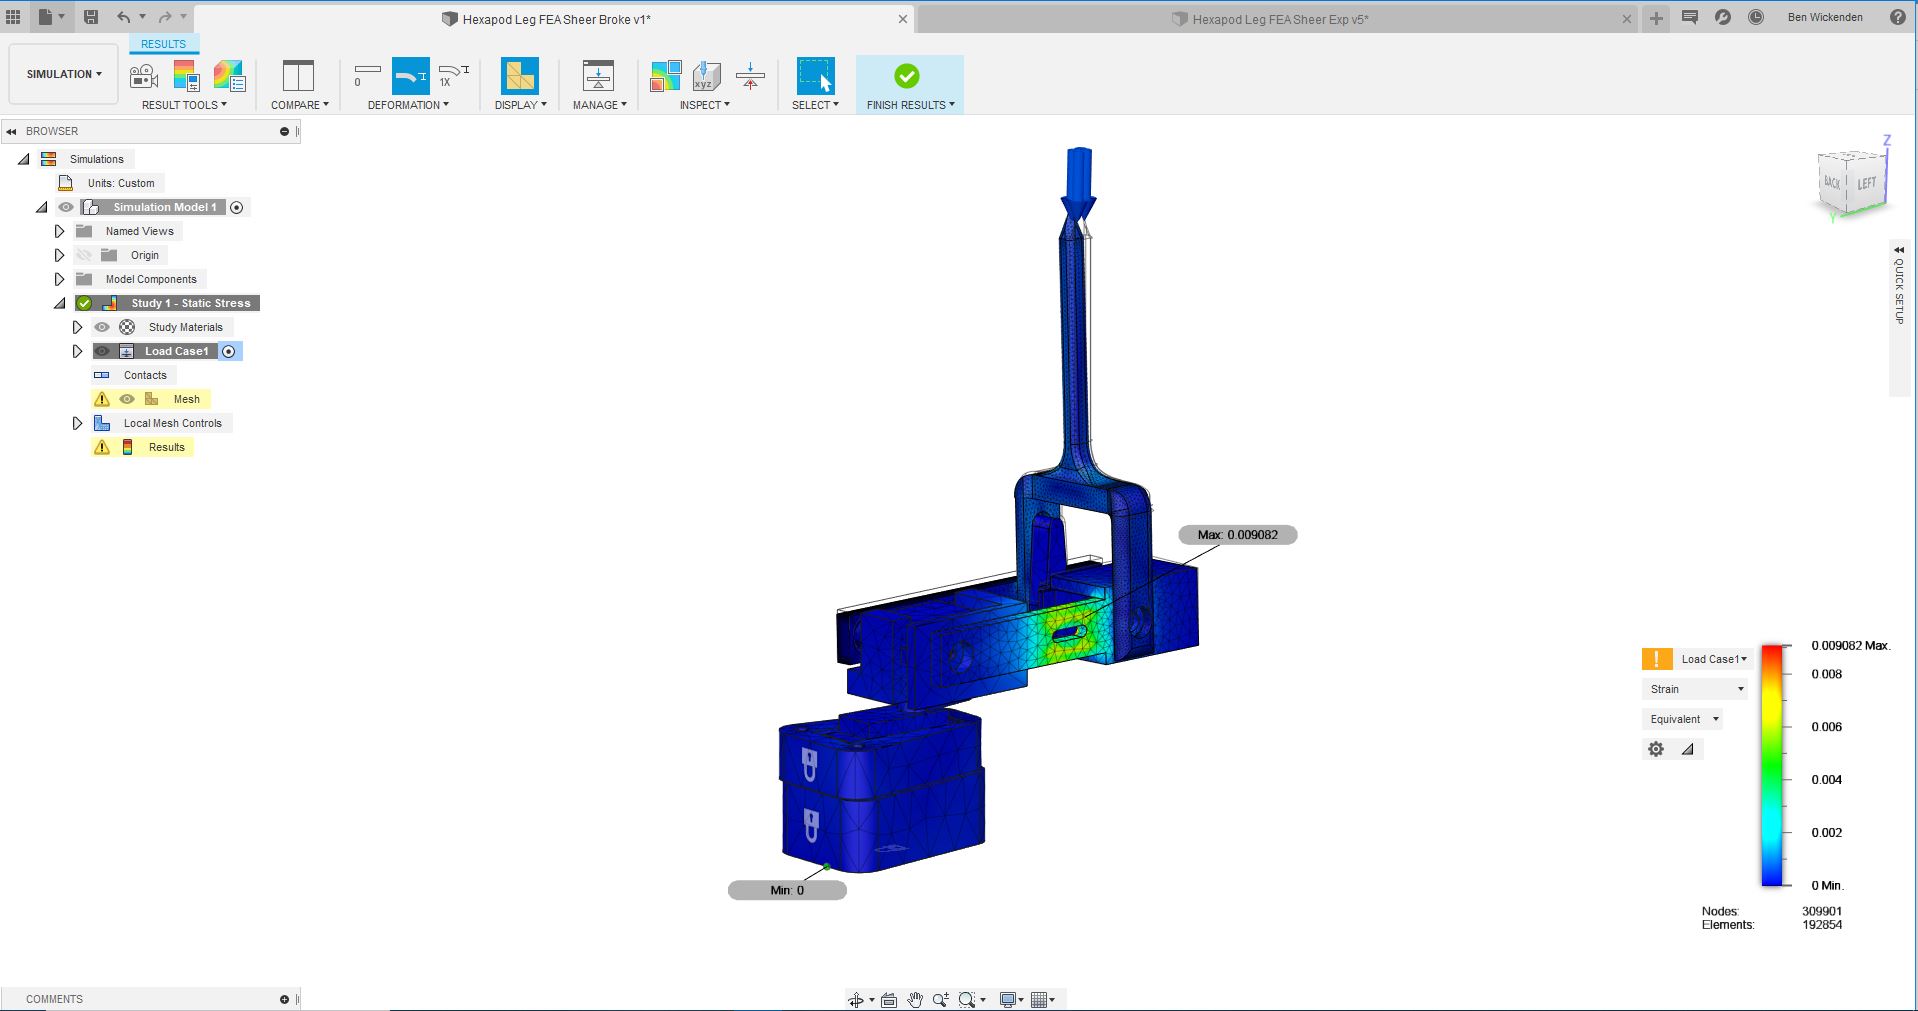 Hexapod Leg FEA Sheer Broke v1*
Hexapod Leg FEA Sheer Exp v5*
Ben Wickenden
RESULTS
SIMULATION
0
1X
xyz
RESULT TOOLS
COMPARE
DEFORMATION
DISPLAY
MANAGE
INSPECT
SELECT
FINISH RESULTS
BROWSER
Simulations
Units: Custom
Simulation Model 1
Named Views
Origin
Model Components
Study 1 - Static Stress
Study Materials
Load Case1
Contacts
Mesh
Local Mesh Controls
Results
Z
BACK
LEFT
Y
QUICK SETUP
Max: 0.009082
Min: 0
Load Case1
Strain
Equivalent
0.009082 Max.
0.008
0.006
0.004
0.002
0 Min.
Nodes: 309901
Elements: 192854
COMMENTS